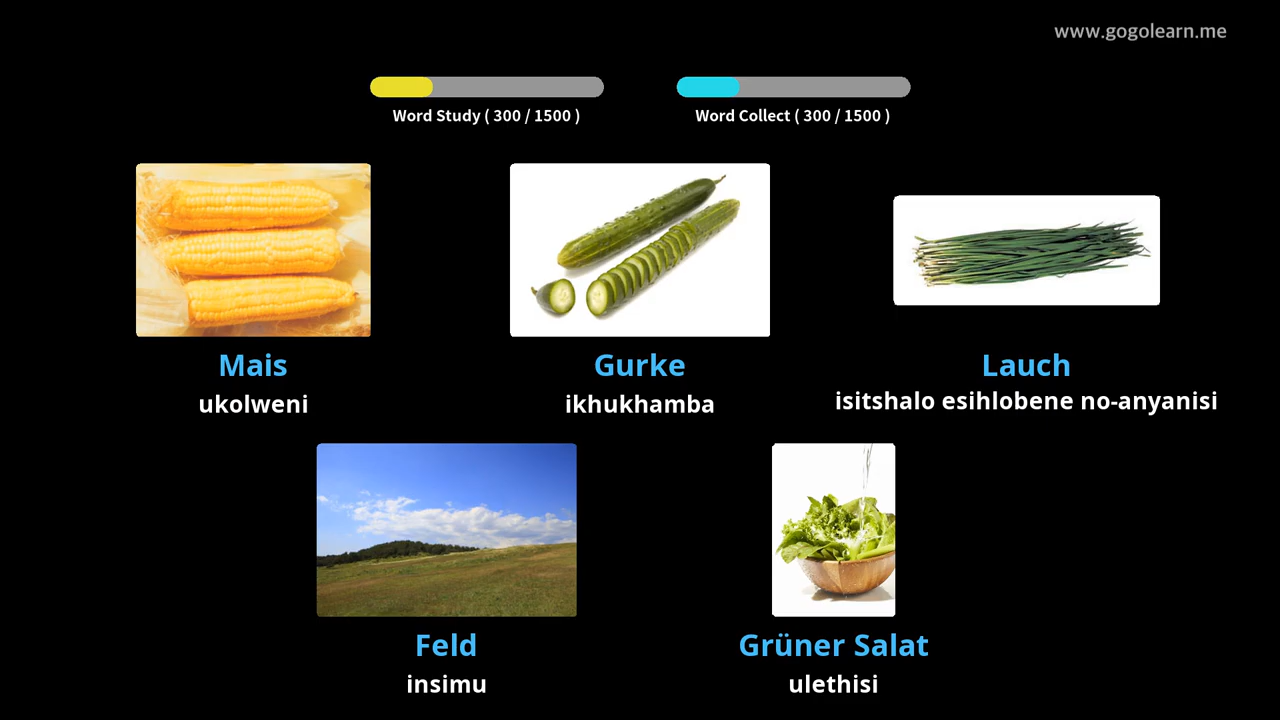 www.gogolearn.me
Word Study ( 300 / 1500 )
Word Collect ( 300 / 1500 )
Mais
ukolweni
Gurke
ikhukhamba
Lauch
isitshalo esihlobene no-anyanisi
Feld
insimu
Grüner Salat
ulethisi